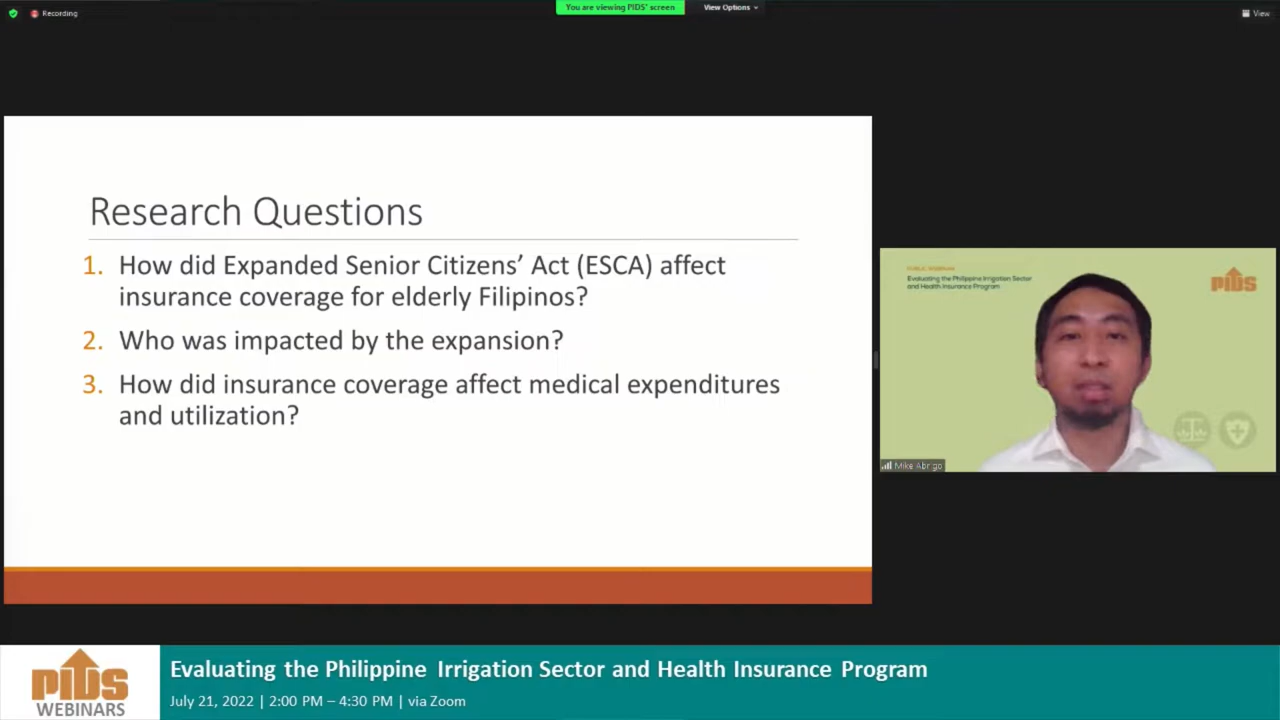 Recording
You are viewing PIDS' screen
View Options
View
Research Questions
1. How did Expanded Senior Citizens' Act (ESCA) affect
insurance coverage for elderly Filipinos?
2. Who was impacted by the expansion?
3. How did insurance coverage affect medical expenditures
and utilization?
PUBLIC WEBINAR
Evaluating the Philippine Irrigation Sector
and Health Insurance Program
PIDS
Mike Abrigo
PIDS
WEBINARS
Evaluating the Philippine Irrigation Sector and Health Insurance Program
July 21, 2022 | 2:00 PM – 4:30 PM | via Zoom